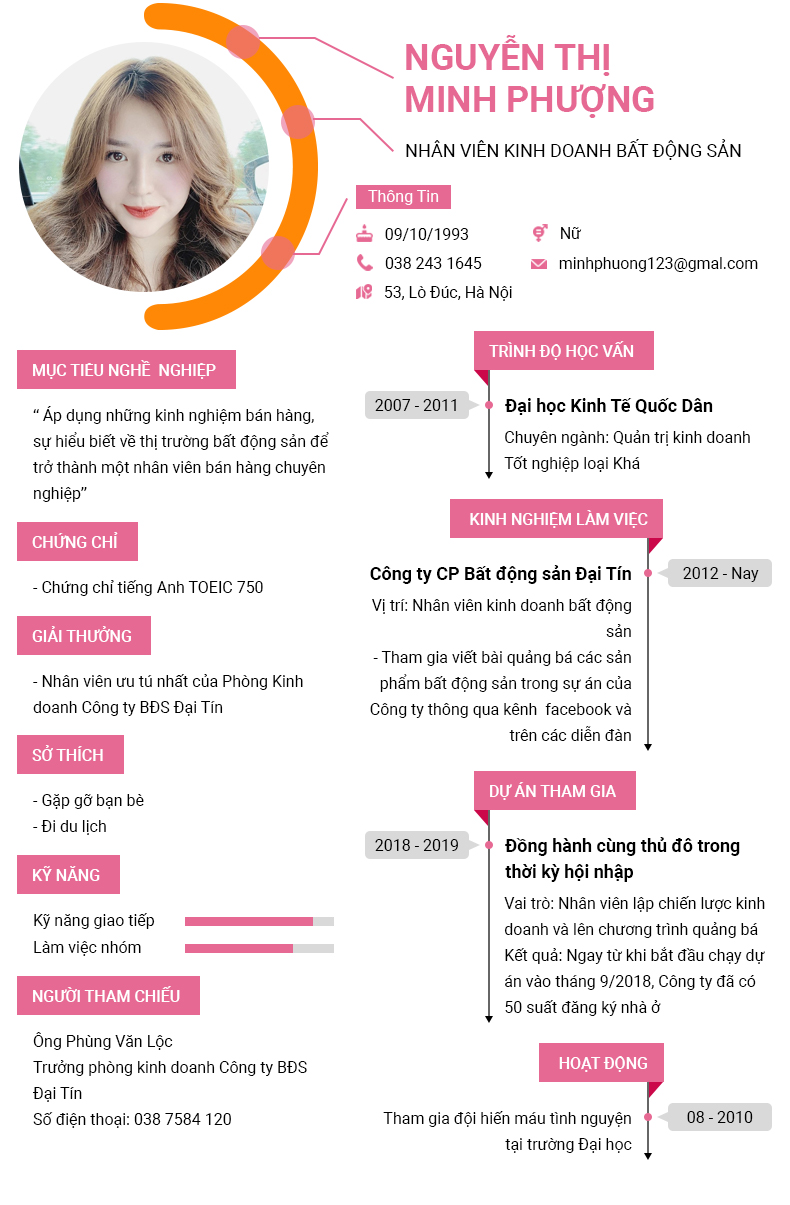 NGUYỄN THỊ
MINH PHƯỢNG
NHÂN VIÊN KINH DOANH BẤT ĐỘNG SẢN
Thông Tin
09/10/1993
Nữ
038 243 1645
minhphuong123@gmal.com
53, Lò Đúc, Hà Nội
MỤC TIÊU NGHỀ NGHIỆP
“ Áp dụng những kinh nghiệm bán hàng,
sự hiểu biết về thị trường bất động sản để
trở thành một nhân viên bán hàng chuyên
nghiệp”
CHỨNG CHỈ
- Chứng chỉ tiếng Anh TOEIC 750
GIẢI THƯỞNG
- Nhân viên ưu tú nhất của Phòng Kinh
doanh Công ty BĐS Đại Tín
SỞ THÍCH
- Gặp gỡ bạn bè
- Đi du lịch
KỸ NĂNG
Kỹ năng giao tiếp
Làm việc nhóm
NGƯỜI THAM CHIẾU
Ông Phùng Văn Lộc
Trưởng phòng kinh doanh Công ty BĐS
Đại Tín
Số điện thoại: 038 7584 120
TRÌNH ĐỘ HỌC VẤN
2007 - 2011
Đại học Kinh Tế Quốc Dân
Chuyên ngành: Quản trị kinh doanh
Tốt nghiệp loại Khá
KINH NGHIỆM LÀM VIỆC
Công ty CP Bất động sản Đại Tín
2012 - Nay
Vị trí: Nhân viên kinh doanh bất động
sản
- Tham gia viết bài quảng bá các sản
phẩm bất động sản trong sự án của
Công ty thông qua kênh facebook và
trên các diễn đàn
DỰ ÁN THAM GIA
2018 - 2019
Đồng hành cùng thủ đô trong
thời kỳ hội nhập
Vai trò: Nhân viên lập chiến lược kinh
doanh và lên chương trình quảng bá
Kết quả: Ngay từ khi bắt đầu chạy dự
án vào tháng 9/2018, Công ty đã có
50 suất đăng ký nhà ở
HOẠT ĐỘNG
Tham gia đội hiến máu tình nguyện
08 - 2010
tại trường Đại học